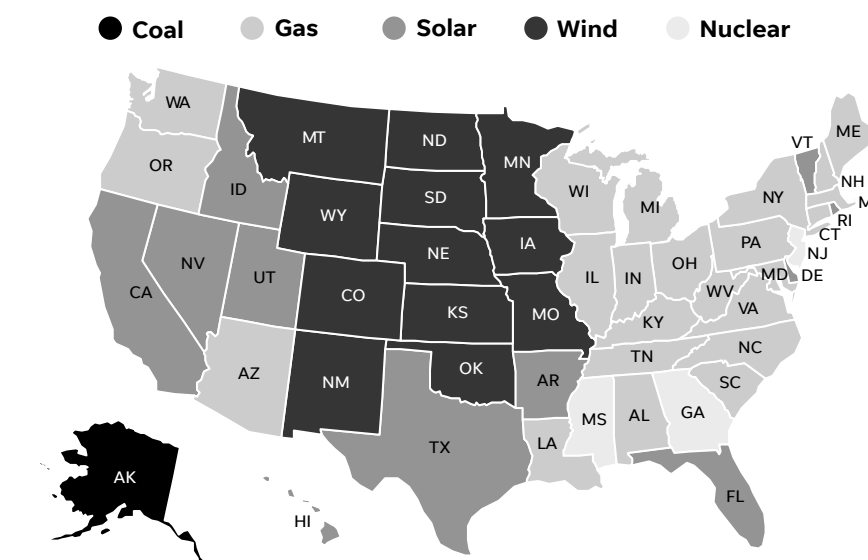 Coal Gas Solar Wind Nuclear
WA
MT
ND
MN
OR
ID
SD
WI
MI
VT
ME
NH
NY
M
RI
CT
WY
NE
IA
PA
NJ
NV
UT
CO
KS
MO
IL
IN
OH
WV
MD
DE
CA
KY
VA
AZ
NM
OK
AR
TN
NC
SC
TX
LA
MS
AL
GA
AK
HI
FL